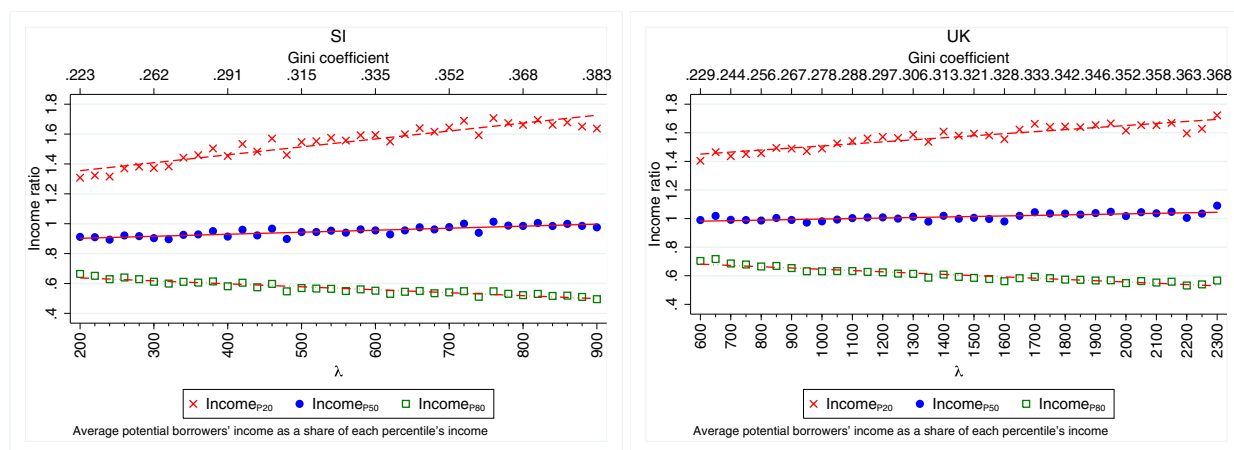 SI
Gini coefficient
.223 .262 .291 .315 .335 .352 .368 .383
Income ratio
1.8
1.6
1.4
1.2
1
.8
.6
.4
200 300 400 500 600 700 800 900
λ
IncomeP20 IncomeP50 IncomeP80
Average potential borrowers' income as a share of each percentile's income
UK
Gini coefficient
.229 .244 .256 .267 .278 .288 .297 .306 .313 .321 .328 .333 .342 .346 .352 .358 .363 .368
Income ratio
1.8
1.6
1.4
1.2
1
.8
.6
.4
600 700 800 900 1000 1100 1200 1300 1400 1500 1600 1700 1800 1900 2000 2100 2200 2300
λ
IncomeP20 IncomeP50 IncomeP80
Average potential borrowers' income as a share of each percentile's income